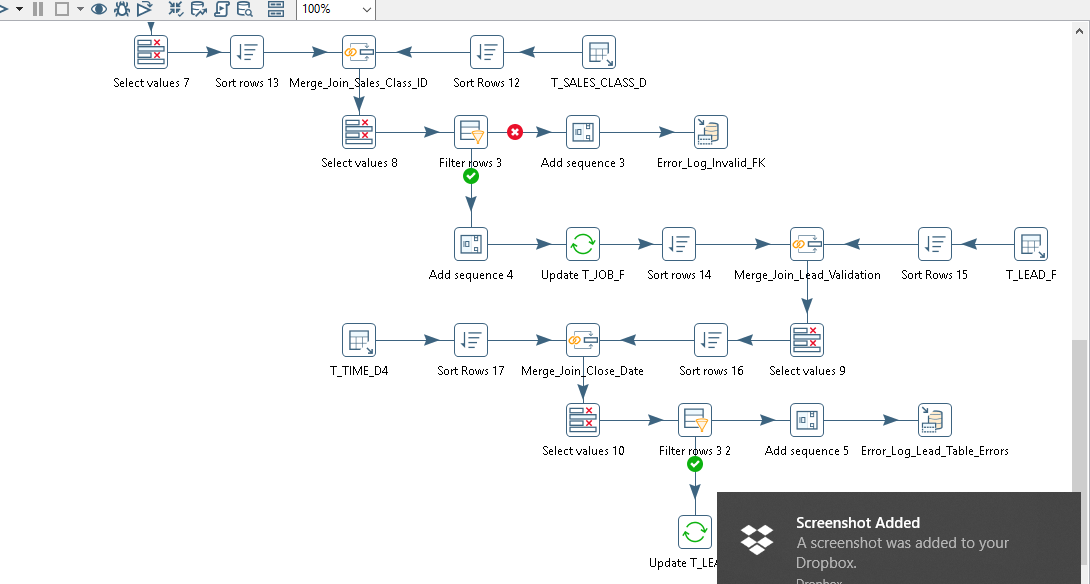 100%
Select values 7
Sort rows 13
Merge_Join_Sales_Class_ID
Sort Rows 12
T_SALES_CLASS_D
Select values 8
Filter rows 3
Add sequence 3
Error_Log_Invalid_FK
Add sequence 4
Update T_JOB_F
Sort rows 14
Merge_Join_Lead_Validation
Sort Rows 15
T_LEAD_F
T_TIME_D4
Sort Rows 17
Merge_Join_Close_Date
Sort rows 16
Select values 9
Select values 10
Filter rows 3 2
Add sequence 5
Error_Log_Lead_Table_Errors
Update T_LEA
Screenshot Added
A screenshot was added to your
Dropbox.
Dropbox